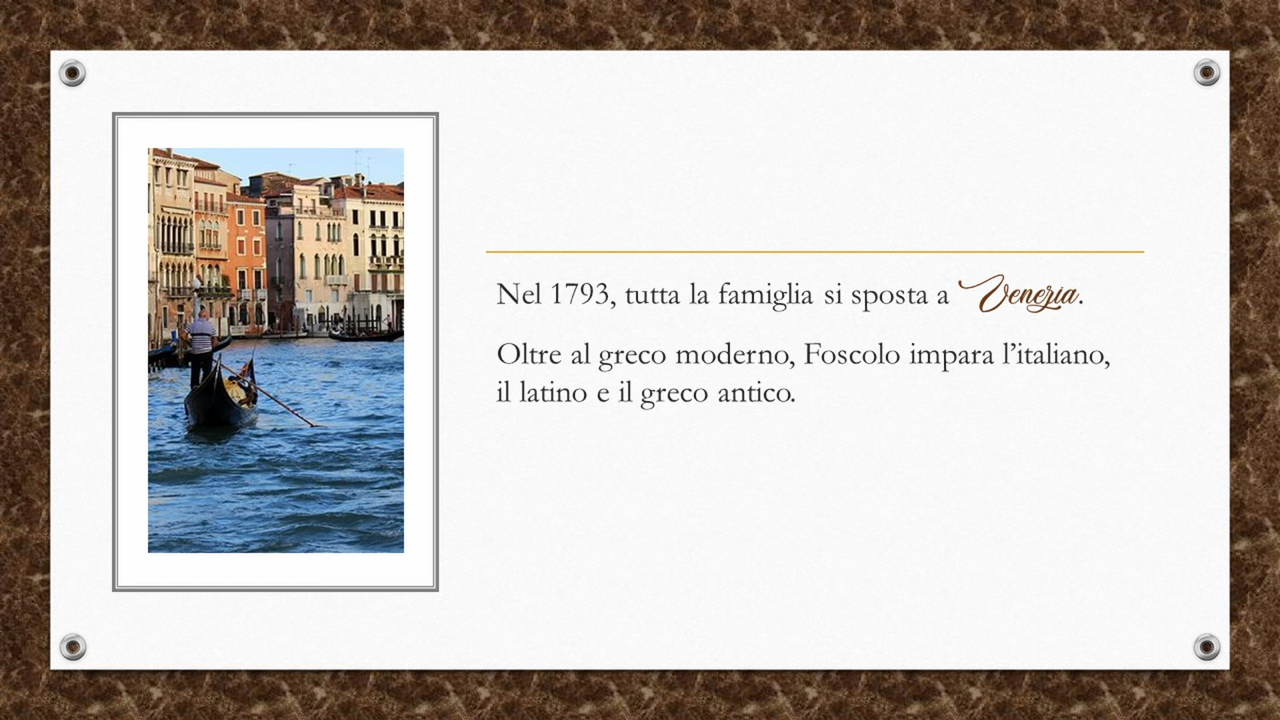 Nel 1793, tutta la famiglia si sposta a Venezia.
Oltre al greco moderno, Foscolo impara l’italiano,
il latino e il greco antico.